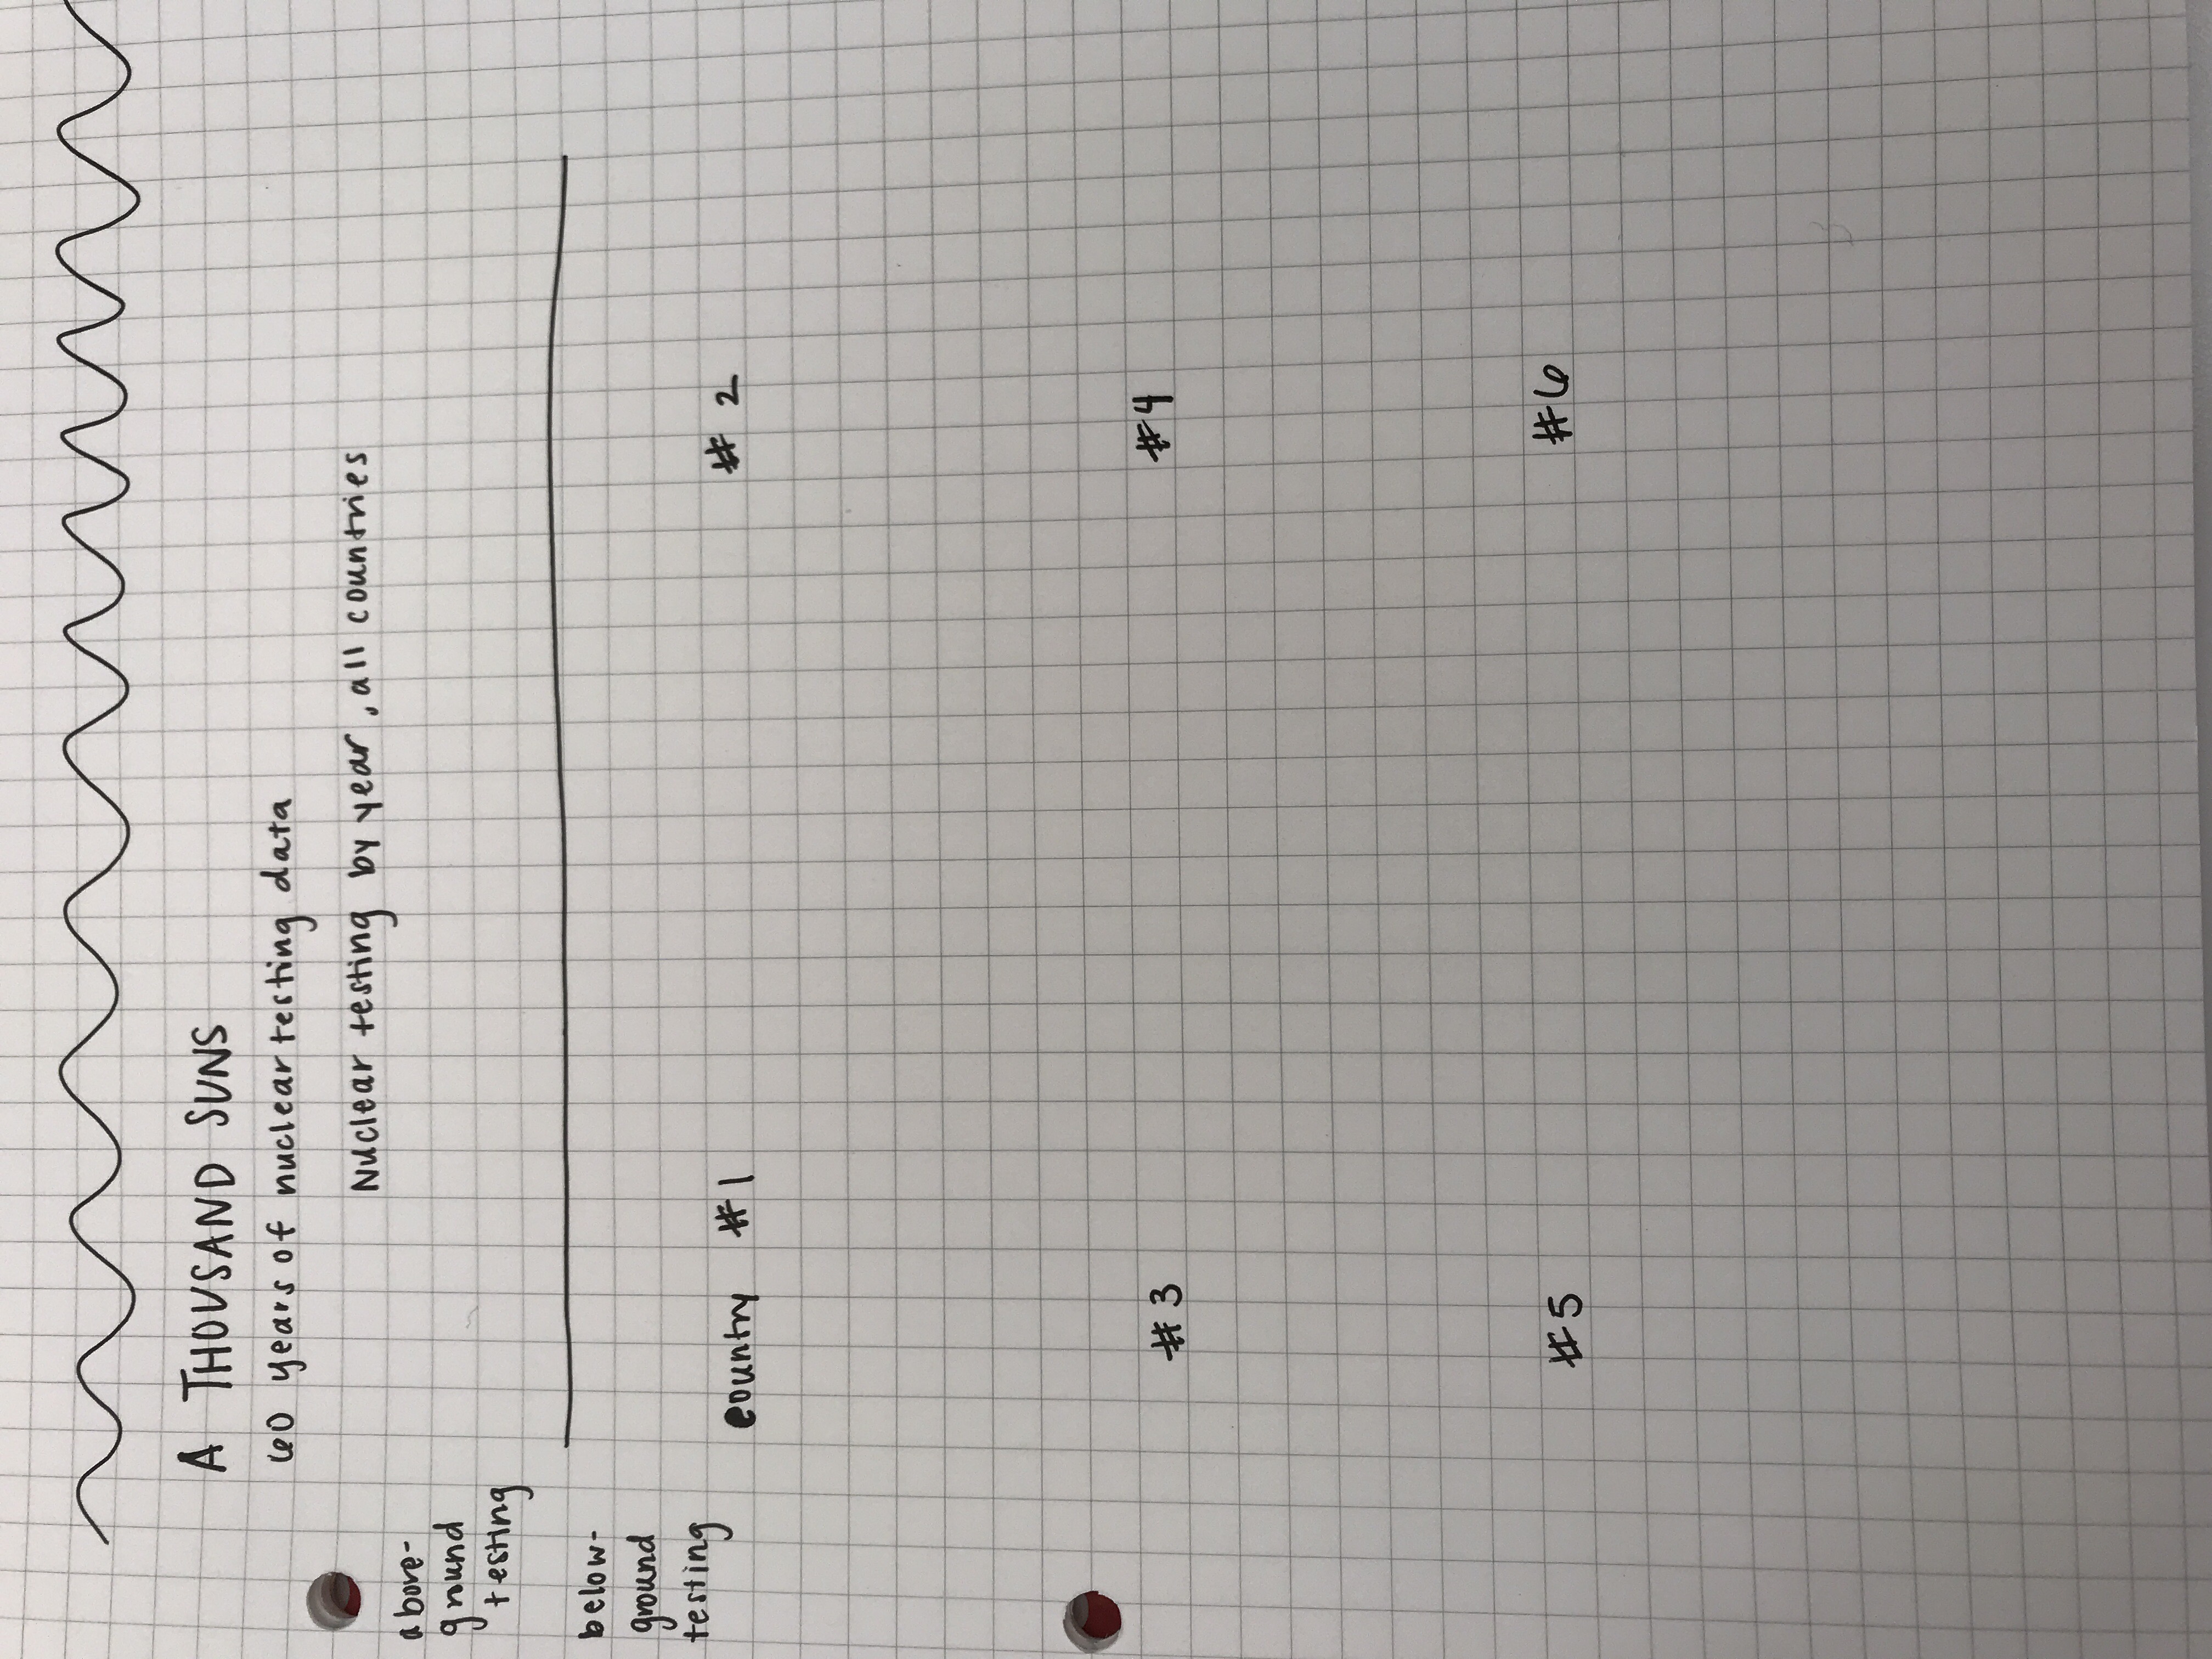 A THOUSAND SUNS
60 years of nuclear testing data
Nuclear testing by year, all countries
above-
ground
testing
below-
ground
testing
country #1
#2
#3
#4
#5
#6